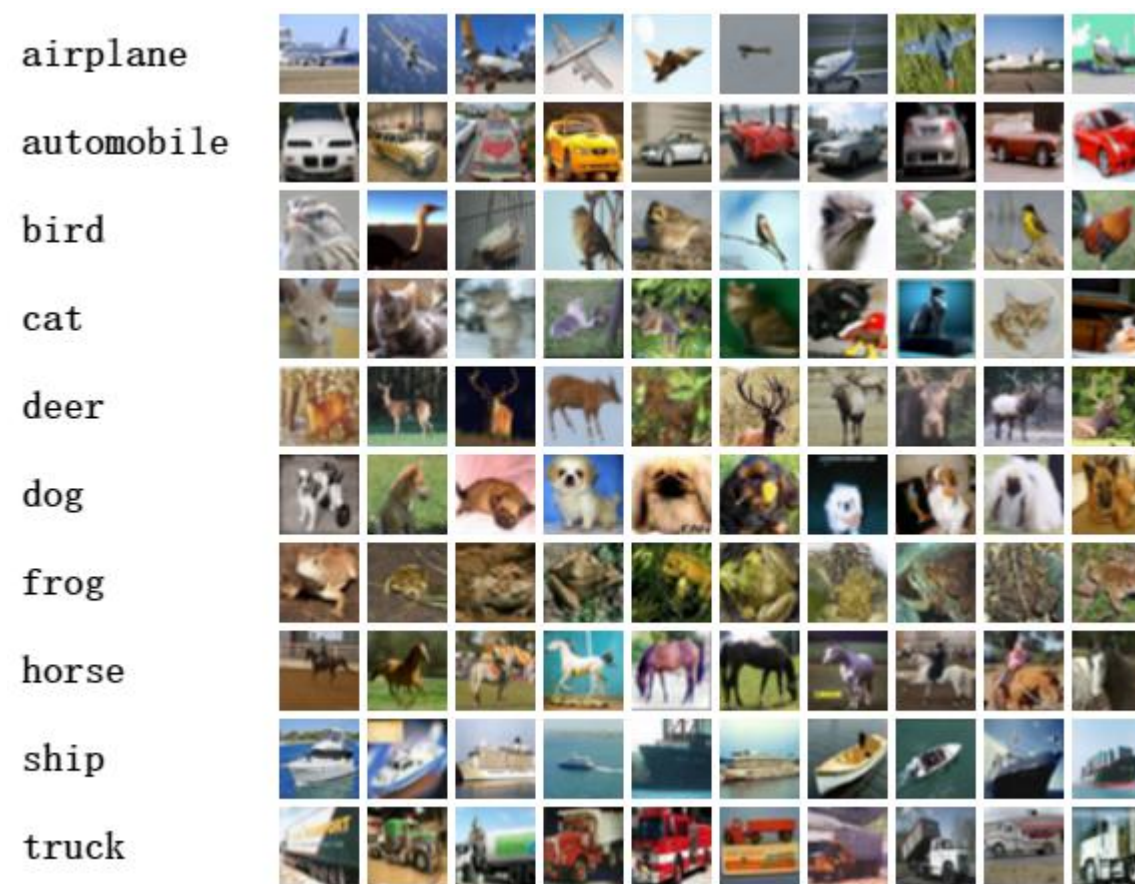 airplane
automobile
bird
cat
deer
dog
frog
horse
ship
truck